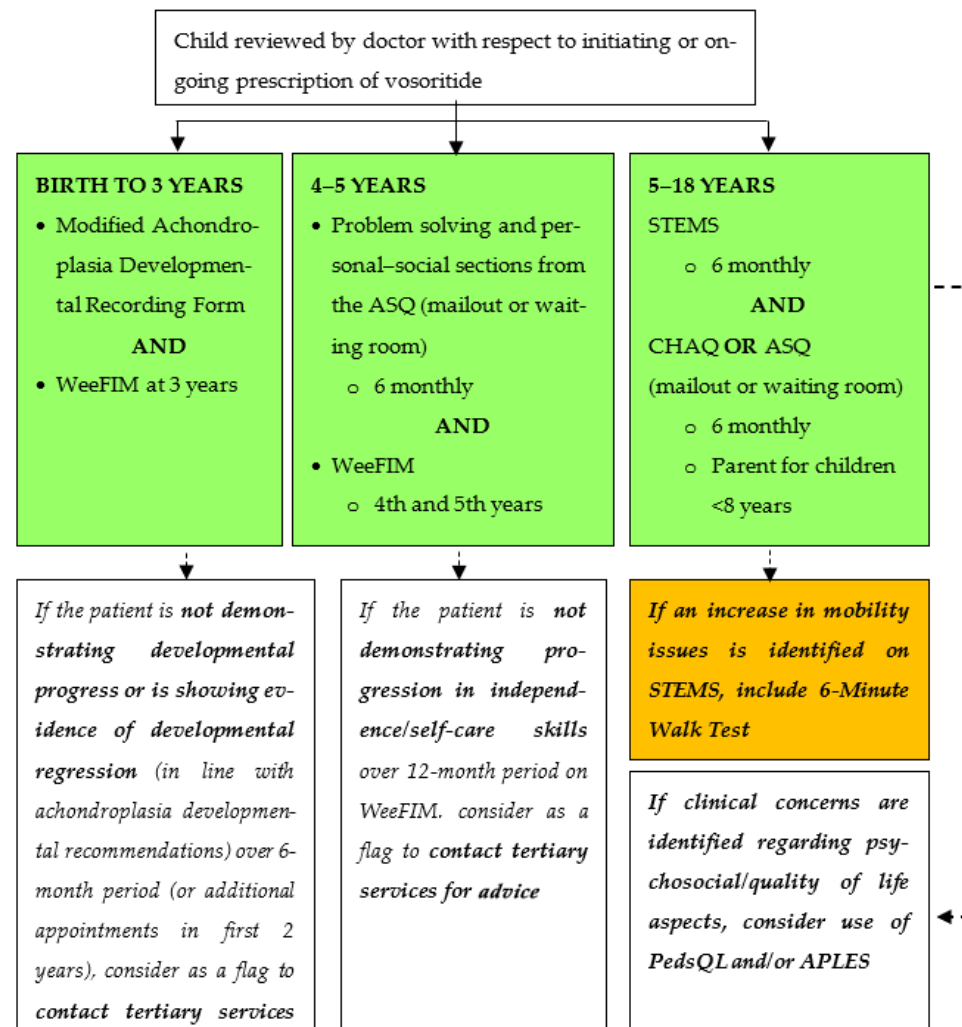 Child reviewed by doctor with respect to initiating or on-
going prescription of vosoritide
BIRTH TO 3 YEARS
• Modified Achondro-
plasia Developmen-
tal Recording Form
AND
• WeeFIM at 3 years
4–5 YEARS
• Problem solving and per-
sonal–social sections from
the ASQ (mailout or wait-
ing room)
o 6 monthly
AND
• WeeFIM
o 4th and 5th years
5–18 YEARS
STEMS
o 6 monthly
AND
CHAQ OR ASQ
(mailout or waiting room)
o 6 monthly
o Parent for children
<8 years
If the patient is not demon-
strating developmental
progress or is showing ev-
idence of developmental
regression (in line with
achondroplasia developmen-
tal recommendations) over 6-
month period (or additional
appointments in first 2
years), consider as a flag to
contact tertiary services
If the patient is not
demonstrating pro-
gression in independ-
ence/self-care skills
over 12-month period on
WeeFIM. consider as a
flag to contact tertiary
services for advice
If an increase in mobility
issues is identified on
STEMS, include 6-Minute
Walk Test
If clinical concerns are
identified regarding psy-
chosocial/quality of life
aspects, consider use of
PedsQL and/or APLES